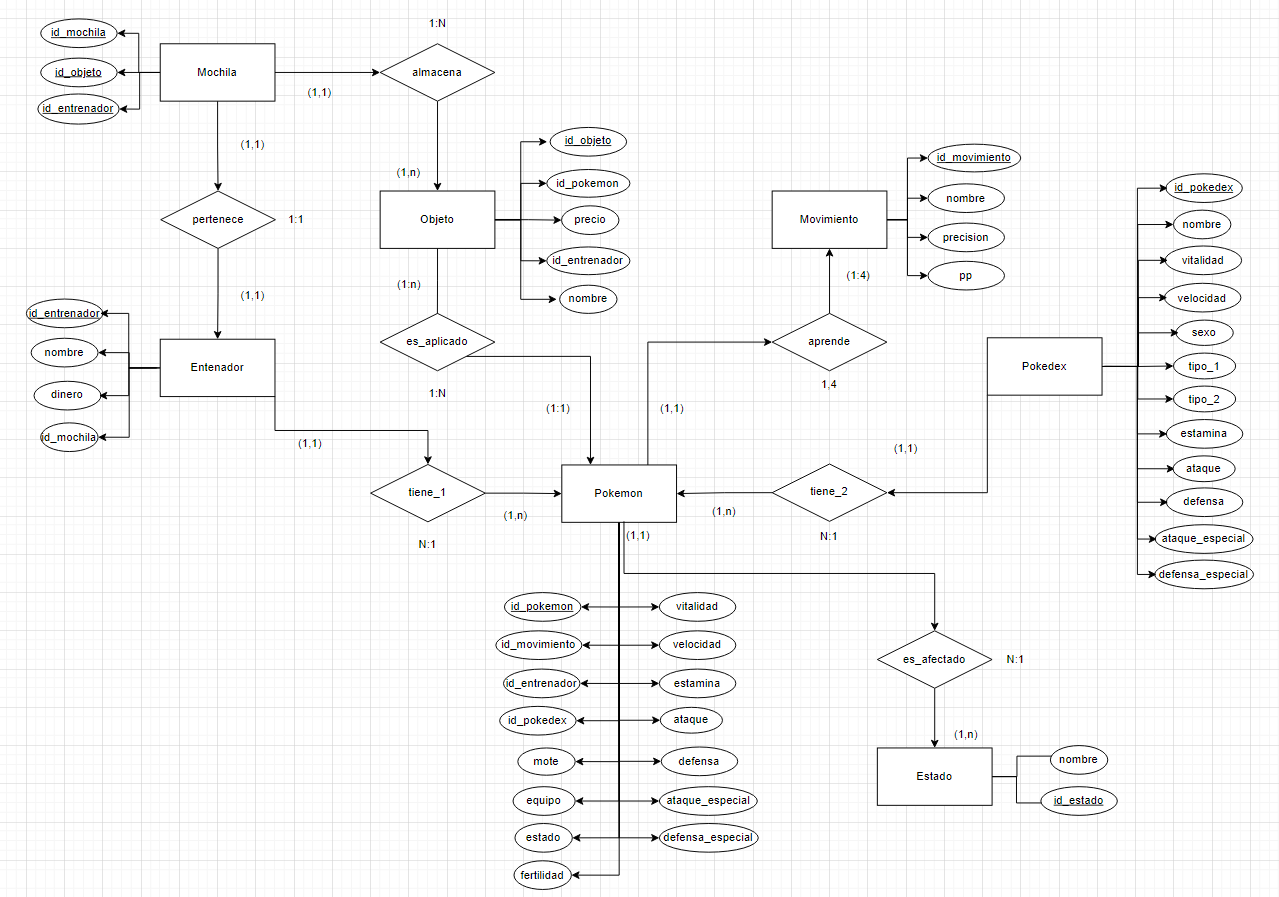 1:N
id_mochila
Mochila
id_objeto
almacena
(1,1)
id_entrenador
(1,1)
id_objeto
id_movimiento
(1,n)
id_pokemon
id_pokedex
nombre
pertenece
1:1
Objeto
precio
Movimiento
nombre
precision
id_entrenador
vitalidad
(1:4)
pp
(1:n)
(1,1)
nombre
velocidad
id_entrenador
sexo
es_aplicado
aprende
nombre
Entenador
Pokedex
tipo_1
1,4
dinero
1:N
tipo_2
(1:1)
(1,1)
id_mochila
(1,1)
estamina
(1,1)
ataque
tiene_1
Pokemon
tiene_2
defensa
(1,n)
(1,n)
N:1
(1,1)
N:1
ataque_especial
defensa_especial
id_pokemon
vitalidad
id_movimiento
velocidad
es_afectado
N:1
id_entrenador
estamina
id_pokedex
ataque
(1,n)
mote
defensa
nombre
Estado
equipo
ataque_especial
id_estado
estado
defensa_especial
fertilidad